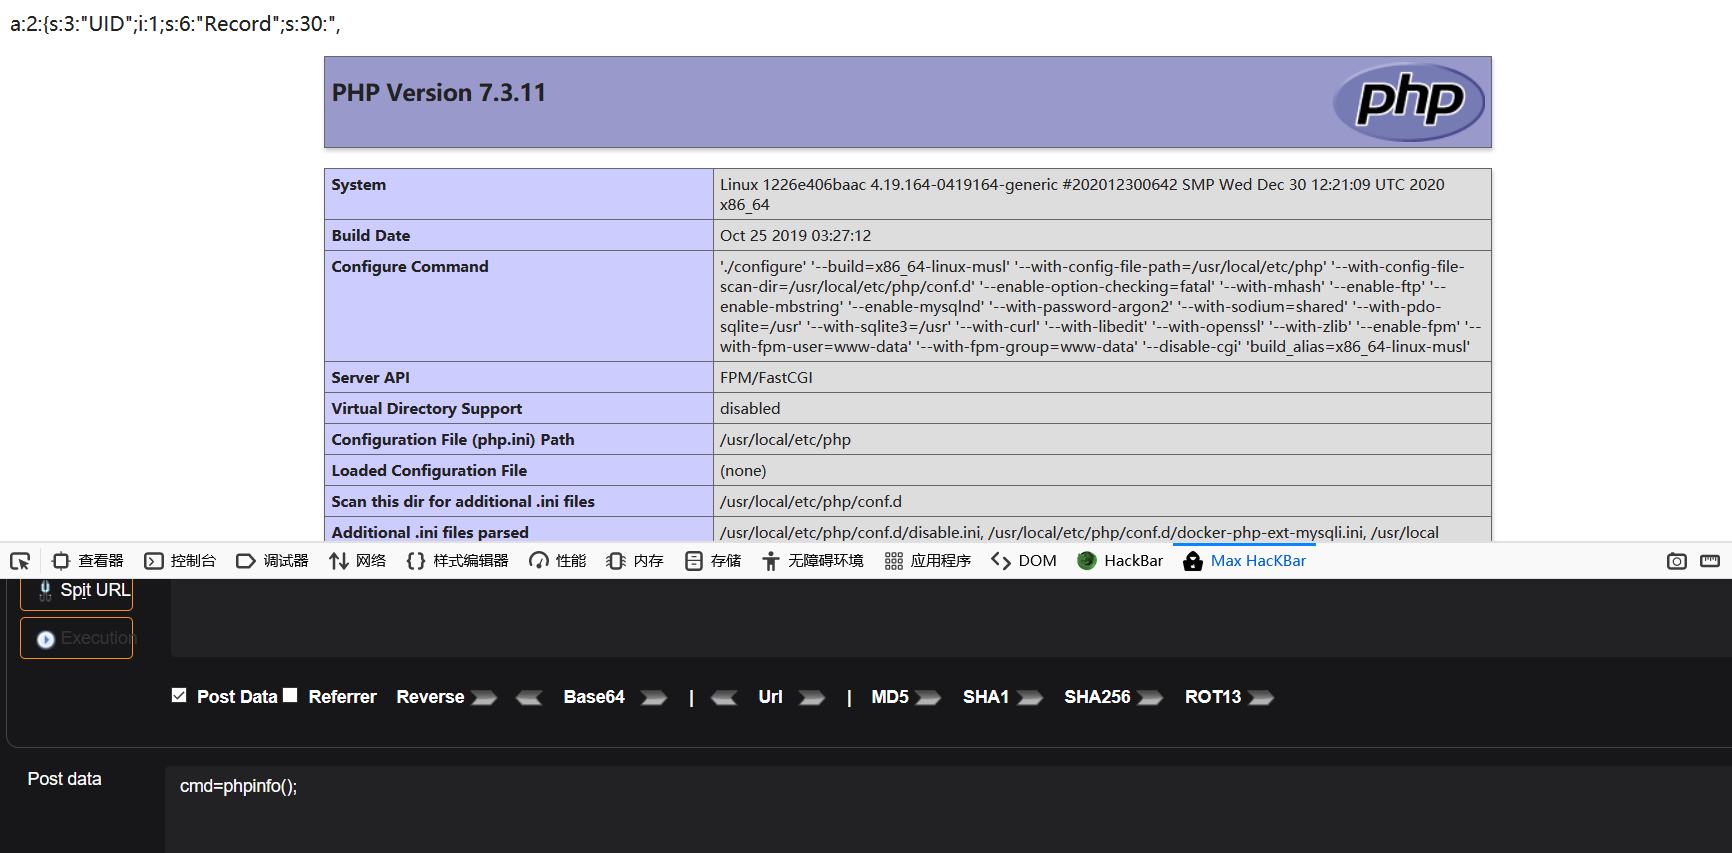 a:2:{s:3:"UID";i:1;s:6:"Record";s:30:",
PHP Version 7.3.11
php
System
Linux 1226e406baac 4.19.164-0419164-generic #202012300642 SMP Wed Dec 30 12:21:09 UTC 2020
x86_64
Build Date
Oct 25 2019 03:27:12
Configure Command
'./configure' '--build=x86_64-linux-musl' '--with-config-file-path=/usr/local/etc/php' '--with-config-file-
scan-dir=/usr/local/etc/php/conf.d' '--enable-option-checking=fatal' '--with-mhash' '--enable-ftp' '--
enable-mbstring' '--enable-mysqlnd' '--with-password-argon2' '--with-sodium=shared' '--with-pdo-
sqlite=/usr' '--with-sqlite3=/usr' '--with-curl' '--with-libedit' '--with-openssl' '--with-zlib' '--enable-fpm' '--
with-fpm-user=www-data' '--with-fpm-group=www-data' '--disable-cgi' 'build_alias=x86_64-linux-musl'
Server API
FPM/FastCGI
Virtual Directory Support
disabled
Configuration File (php.ini) Path
/usr/local/etc/php
Loaded Configuration File
(none)
Scan this dir for additional .ini files
/usr/local/etc/php/conf.d
Additional .ini files parsed
/usr/local/etc/php/conf.d/disable.ini, /usr/local/etc/php/conf.d/docker-php-ext-mysqli.ini, /usr/local
查看器 控制台 调试器 网络 样式编辑器 性能 内存 存储 无障碍环境 应用程序 DOM HackBar Max HacKBar
Spit URL
Execution
Post Data Referrer Reverse Base64 | Url | MD5 SHA1 SHA256 ROT13
Post data
cmd=phpinfo();